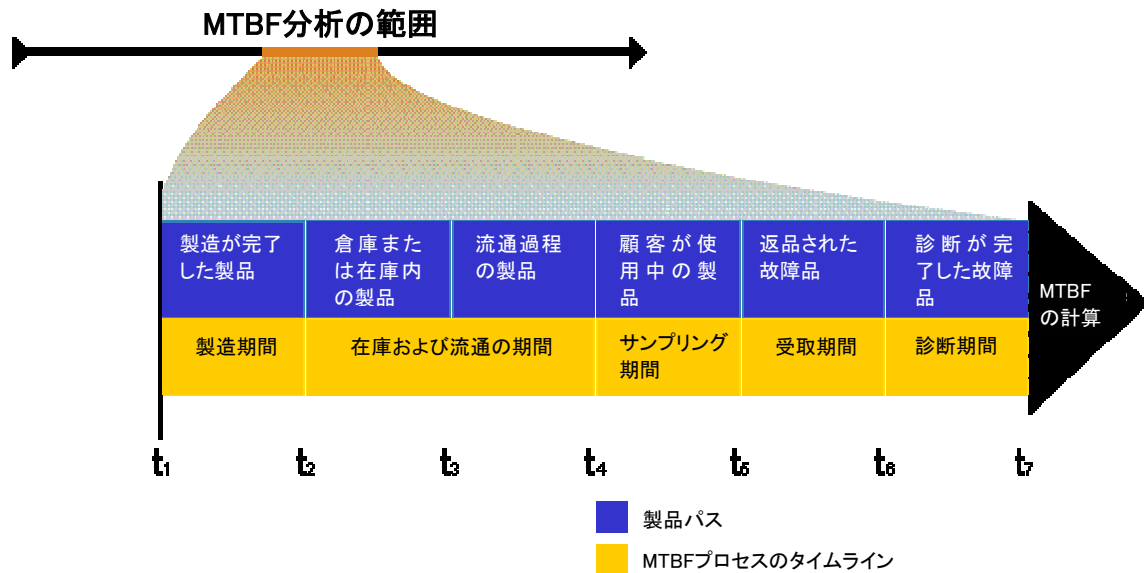 MTBF分析の範囲
製造が完了
した製品
倉庫また
は在庫内
の製品
流通過程
の製品
顧客が使
用中の製
品
返品された
故障品
診断が完
了した故障
品
MTBF
の計算
製造期間
在庫および流通の期間
サンプリング
期間
受取期間
診断期間
t₁
t₂
t₃
t₄
t₅
t₆
t₇
製品パス
MTBFプロセスのタイムライン